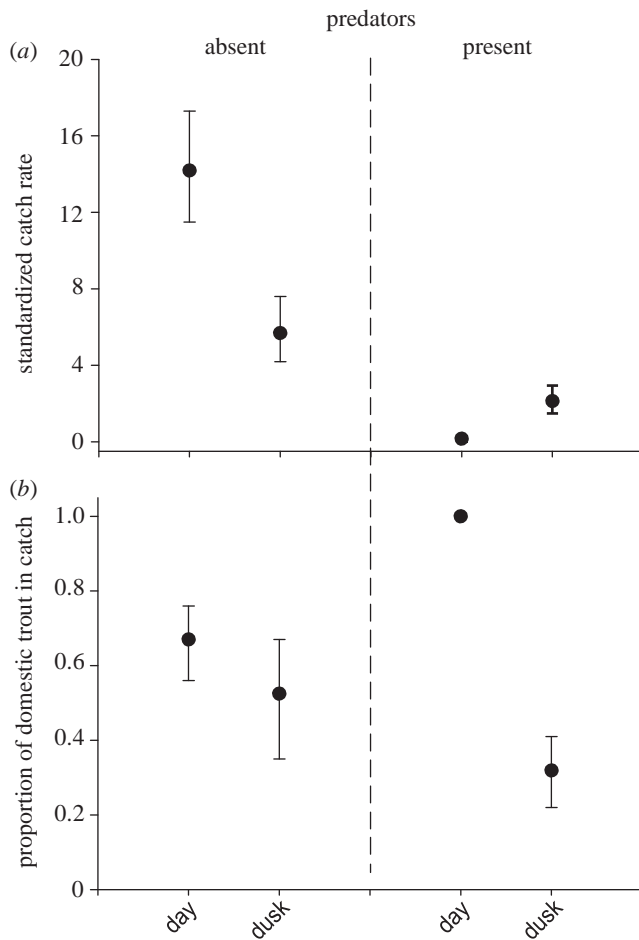 predators
(a) absent present
20
16
12
8
4
0
standardized catch rate
(b)
1.0
0.8
0.6
0.4
0.2
0
proportion of domestic trout in catch
day dusk day dusk